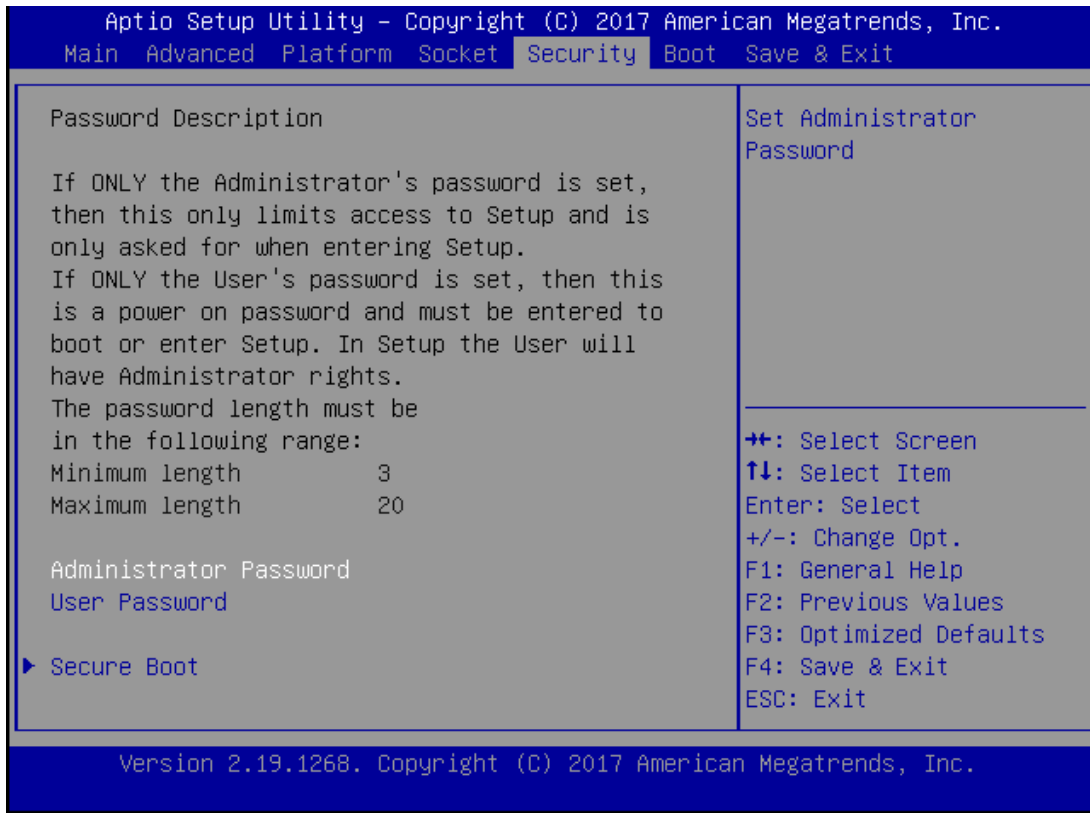 Aptio Setup Utility – Copyright (C) 2017 American Megatrends, Inc.
Main Advanced Platform Socket Security Boot Save & Exit
Password Description
If ONLY the Administrator's password is set,
then this only limits access to Setup and is
only asked for when entering Setup.
If ONLY the User's password is set, then this
is a power on password and must be entered to
boot or enter Setup. In Setup the User will
have Administrator rights.
The password length must be
in the following range:
Minimum length 3
Maximum length 20
Administrator Password
User Password
▶ Secure Boot
Set Administrator
Password
→←: Select Screen
↑↓: Select Item
Enter: Select
+/-: Change Opt.
F1: General Help
F2: Previous Values
F3: Optimized Defaults
F4: Save & Exit
ESC: Exit
Version 2.19.1268. Copyright (C) 2017 American Megatrends, Inc.